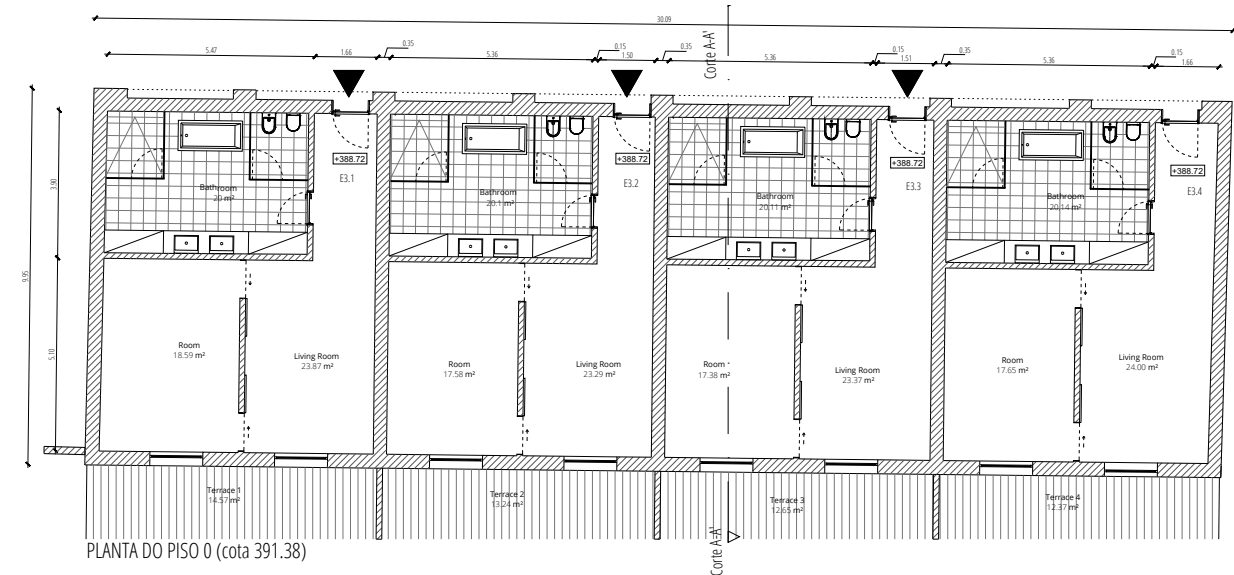 30.09
5.47
1.66
0.35
5.36
0.15
1.50
0.35
5.36
0.15
1.51
0.35
5.36
0.15
1.66
Corte A-A'
+388.72
E3.1
+388.72
E3.2
+388.72
E3.3
+388.72
E3.4
3.90
9.95
5.10
Bathroom
20 m²
Bathroom
20.1 m²
Bathroom
20.11 m²
Bathroom
20.14 m²
Room
18.59 m²
Living Room
23.87 m²
Room
17.58 m²
Living Room
23.29 m²
Room
17.38 m²
Living Room
23.37 m²
Room
17.65 m²
Living Room
24.00 m²
Terrace 1
14.57 m²
Terrace 2
13.24 m²
Terrace 3
12.65 m²
Terrace 4
12.37 m²
Corte A-A'
PLANTA DO PISO 0 (cota 391.38)